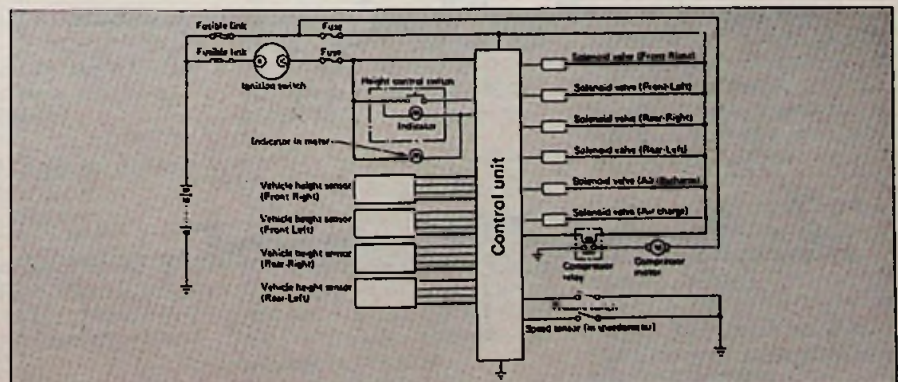 Fusible link
Fuse
Fusible link
Fuse
Ignition switch
Height control switch
Indicator
Indicator in meter
Vehicle height sensor
(Front Right)
Vehicle height sensor
(Front Left)
Vehicle height sensor
(Rear-Right)
Vehicle height sensor
(Rear-Left)
Control unit
Solenoid valve (Front Right)
Solenoid valve (Front-Left)
Solenoid valve (Rear-Right)
Solenoid valve (Rear-Left)
Solenoid valve (Air discharge)
Solenoid valve (Air charge)
Compressor
relay
Compressor
motor
switch
Speed sensor (in speedometer)